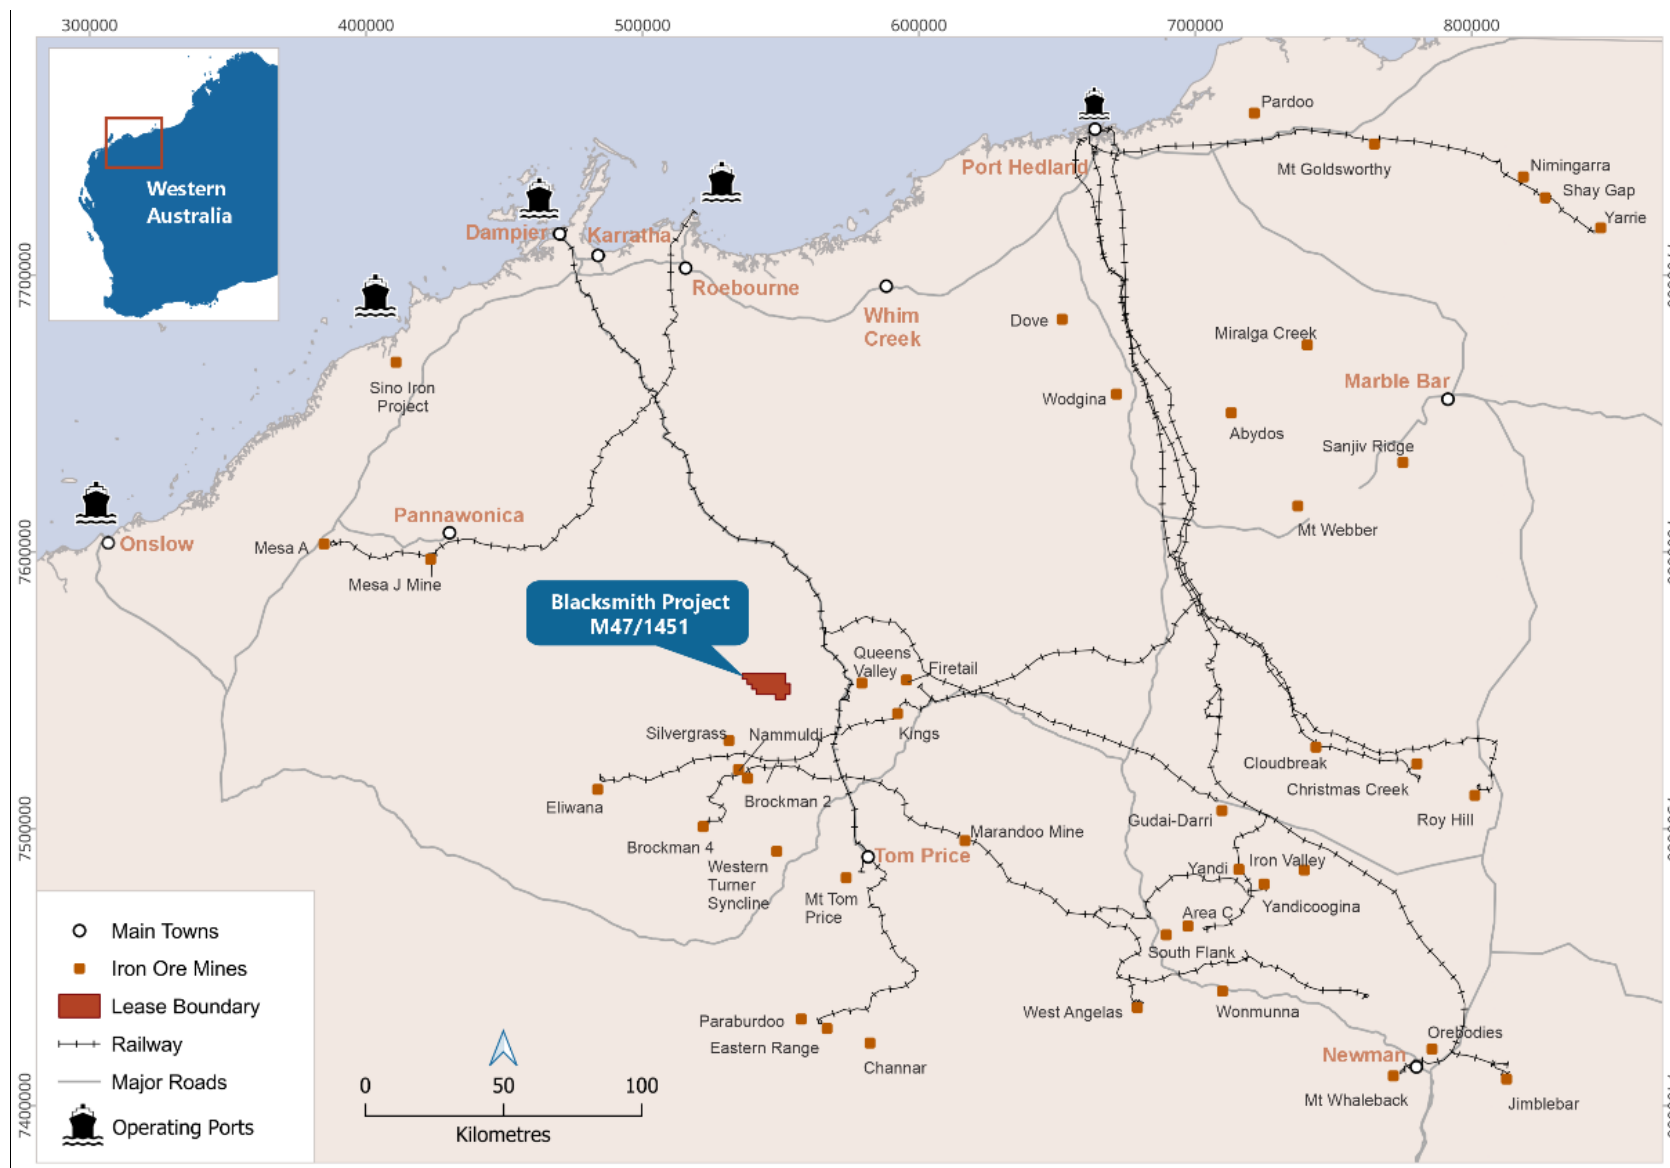 300000
400000
500000
600000
700000
800000
Western
Australia
Pardoo
Port Hedland
Mt Goldsworthy
Nimingarra
Shay Gap
Yarrie
Dampier
Karratha
Roebourne
7700000
Whim
Creek
Dove
Miralga Creek
Sino Iron
Project
Marble Bar
Wodgina
Abydos
Sanjiv Ridge
Pannawonica
Onslow
Mesa A
Mt Webber
7600000
Mesa J Mine
Blacksmith Project
M47/1451
Queens
Valley
Firetail
Silvergrass
Nammuldi
Kings
Cloudbreak
Eliwana
Brockman 2
Christmas Creek
Gudai-Darri
Roy Hill
7500000
Brockman 4
Marandoo Mine
Tom Price
Western
Turner
Syncline
Yandi
Iron Valley
Mt Tom
Price
Yandicoogina
Area C
South Flank
West Angelas
Wonmunna
Paraburdoo
Eastern Range
Channar
Orebodies
Newman
Mt Whaleback
Jimblebar
7400000
Main Towns
Iron Ore Mines
Lease Boundary
Railway
Major Roads
Operating Ports
0
50
100
Kilometres